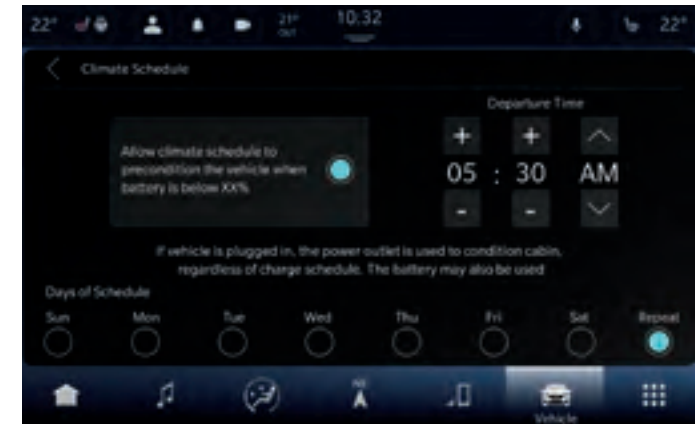 22° 21° 10:32 22°
OUT
Climate Schedule
Departure Time
+ + 
Allow climate schedule to
precondition the vehicle when
battery is below XX%
05 : 30 AM
- -
If vehicle is plugged in, the power outlet is used to condition cabin,
regardless of charge schedule. The battery may also be used
Days of Schedule
Sun Mon Tue Wed Thu Fri Sat Repeat
Vehicle